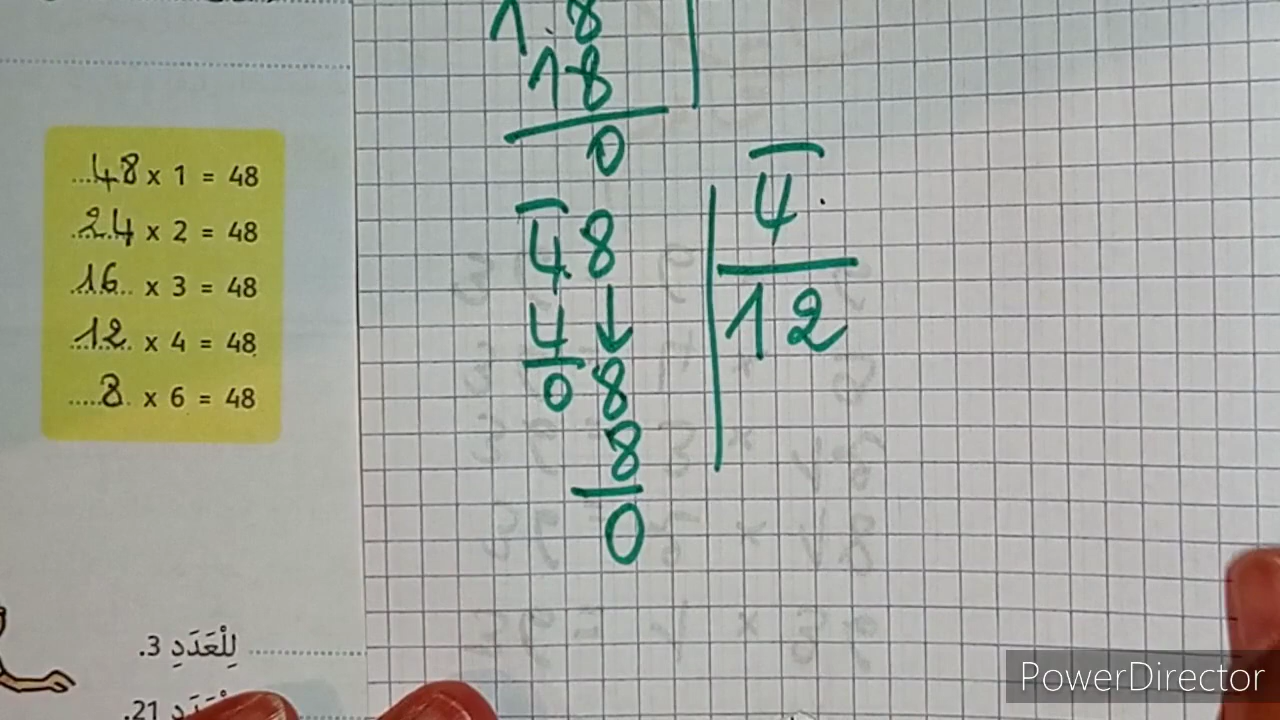 48 x 1 = 48
24 x 2 = 48
16 x 3 = 48
12 x 4 = 48
8 x 6 = 48
لِلْعَدَدِ 3.
21.
18
0
48
4
4
12
08
8
0
PowerDirector